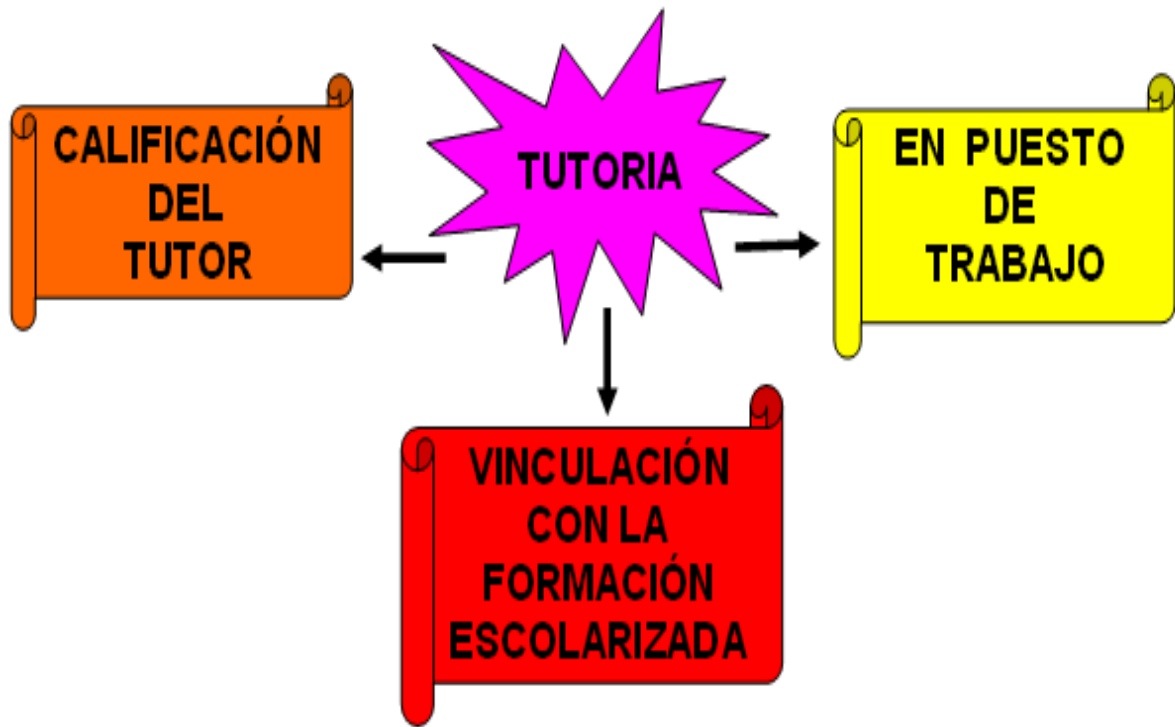 TUTORIA
CALIFICACIÓN
DEL
TUTOR
EN PUESTO
DE
TRABAJO
VINCULACIÓN
CON LA
FORMACIÓN
ESCOLARIZADA